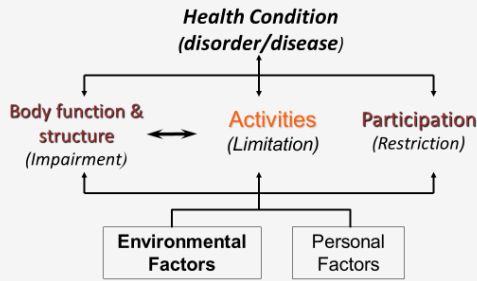 Health Condition
(disorder/disease)
Body function &
structure
(Impairment)
Activities
(Limitation)
Participation
(Restriction)
Environmental
Factors
Personal
Factors